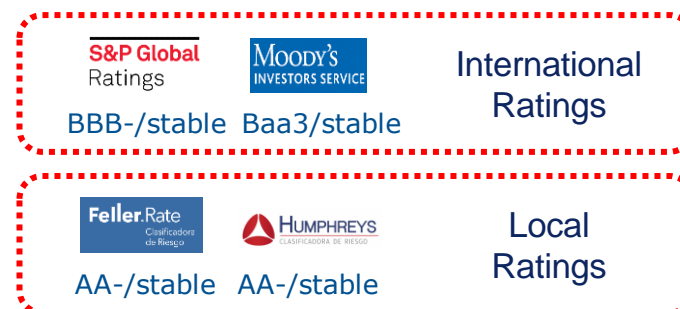 S&P Global
Ratings
MOODY'S
INVESTORS SERVICE
BBB-/stable
Baa3/stable
International
Ratings
Feller.Rate
Clasificadora
de Riesgo
HUMPHREYS
CLASIFICADORA DE RIESGO
AA-/stable
AA-/stable
Local
Ratings